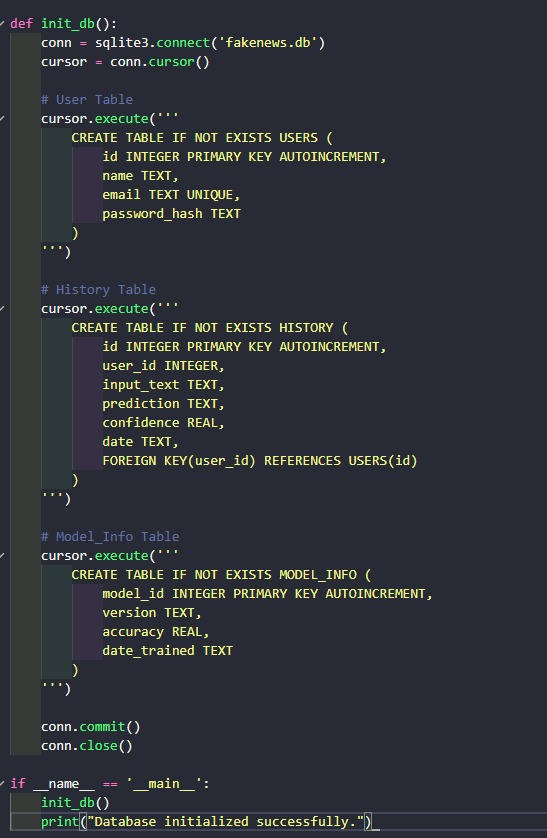 def init_db():
    conn = sqlite3.connect('fakenews.db')
    cursor = conn.cursor()

    # User Table
    cursor.execute('''
        CREATE TABLE IF NOT EXISTS USERS (
            id INTEGER PRIMARY KEY AUTOINCREMENT,
            name TEXT,
            email TEXT UNIQUE,
            password_hash TEXT
        )
    ''')

    # History Table
    cursor.execute('''
        CREATE TABLE IF NOT EXISTS HISTORY (
            id INTEGER PRIMARY KEY AUTOINCREMENT,
            user_id INTEGER,
            input_text TEXT,
            prediction TEXT,
            confidence REAL,
            date TEXT,
            FOREIGN KEY(user_id) REFERENCES USERS(id)
        )
    ''')

    # Model_Info Table
    cursor.execute('''
        CREATE TABLE IF NOT EXISTS MODEL_INFO (
            model_id INTEGER PRIMARY KEY AUTOINCREMENT,
            version TEXT,
            accuracy REAL,
            date_trained TEXT
        )
    ''')

    conn.commit()
    conn.close()

if __name__ == '__main__':
    init_db()
    print("Database initialized successfully.")